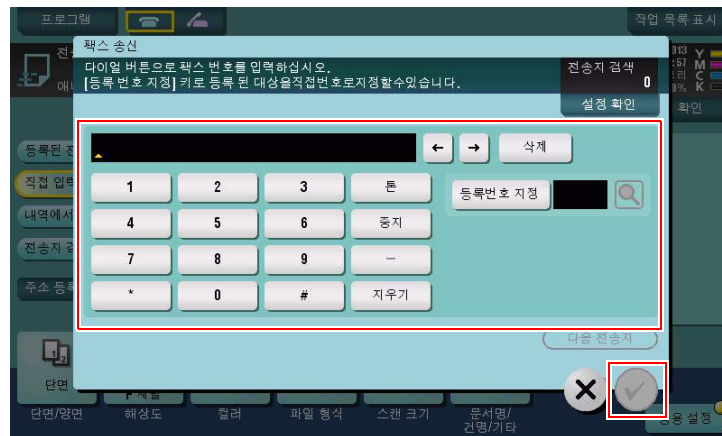 프로그램
작업 목록 표시
팩스 송신
다이얼 버튼으로 팩스 번호를 입력하십시오.
[등록 번호 지정] 키로 등록 된 대상을직접번호로지정할수있습니다.
전송지 검색
0
설정 확인
Y
M
C
K
확인
등록된 전
직접 입력
내역에서
전송지 검
주소 등록
← → 삭제
1 2 3 톤
등록번호 지정
4 5 6 중지
7 8 9 –
* 0 # 지우기
다음 전송지
단면
단면/양면 해상도 컬러 파일 형식 스캔 크기 문서명/
건명/기타
응용 설정